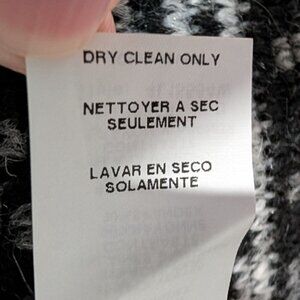 DRY CLEAN ONLY
NETTOYER A SEC
SEULEMENT
LAVAR EN SECO
SOLAMENTE